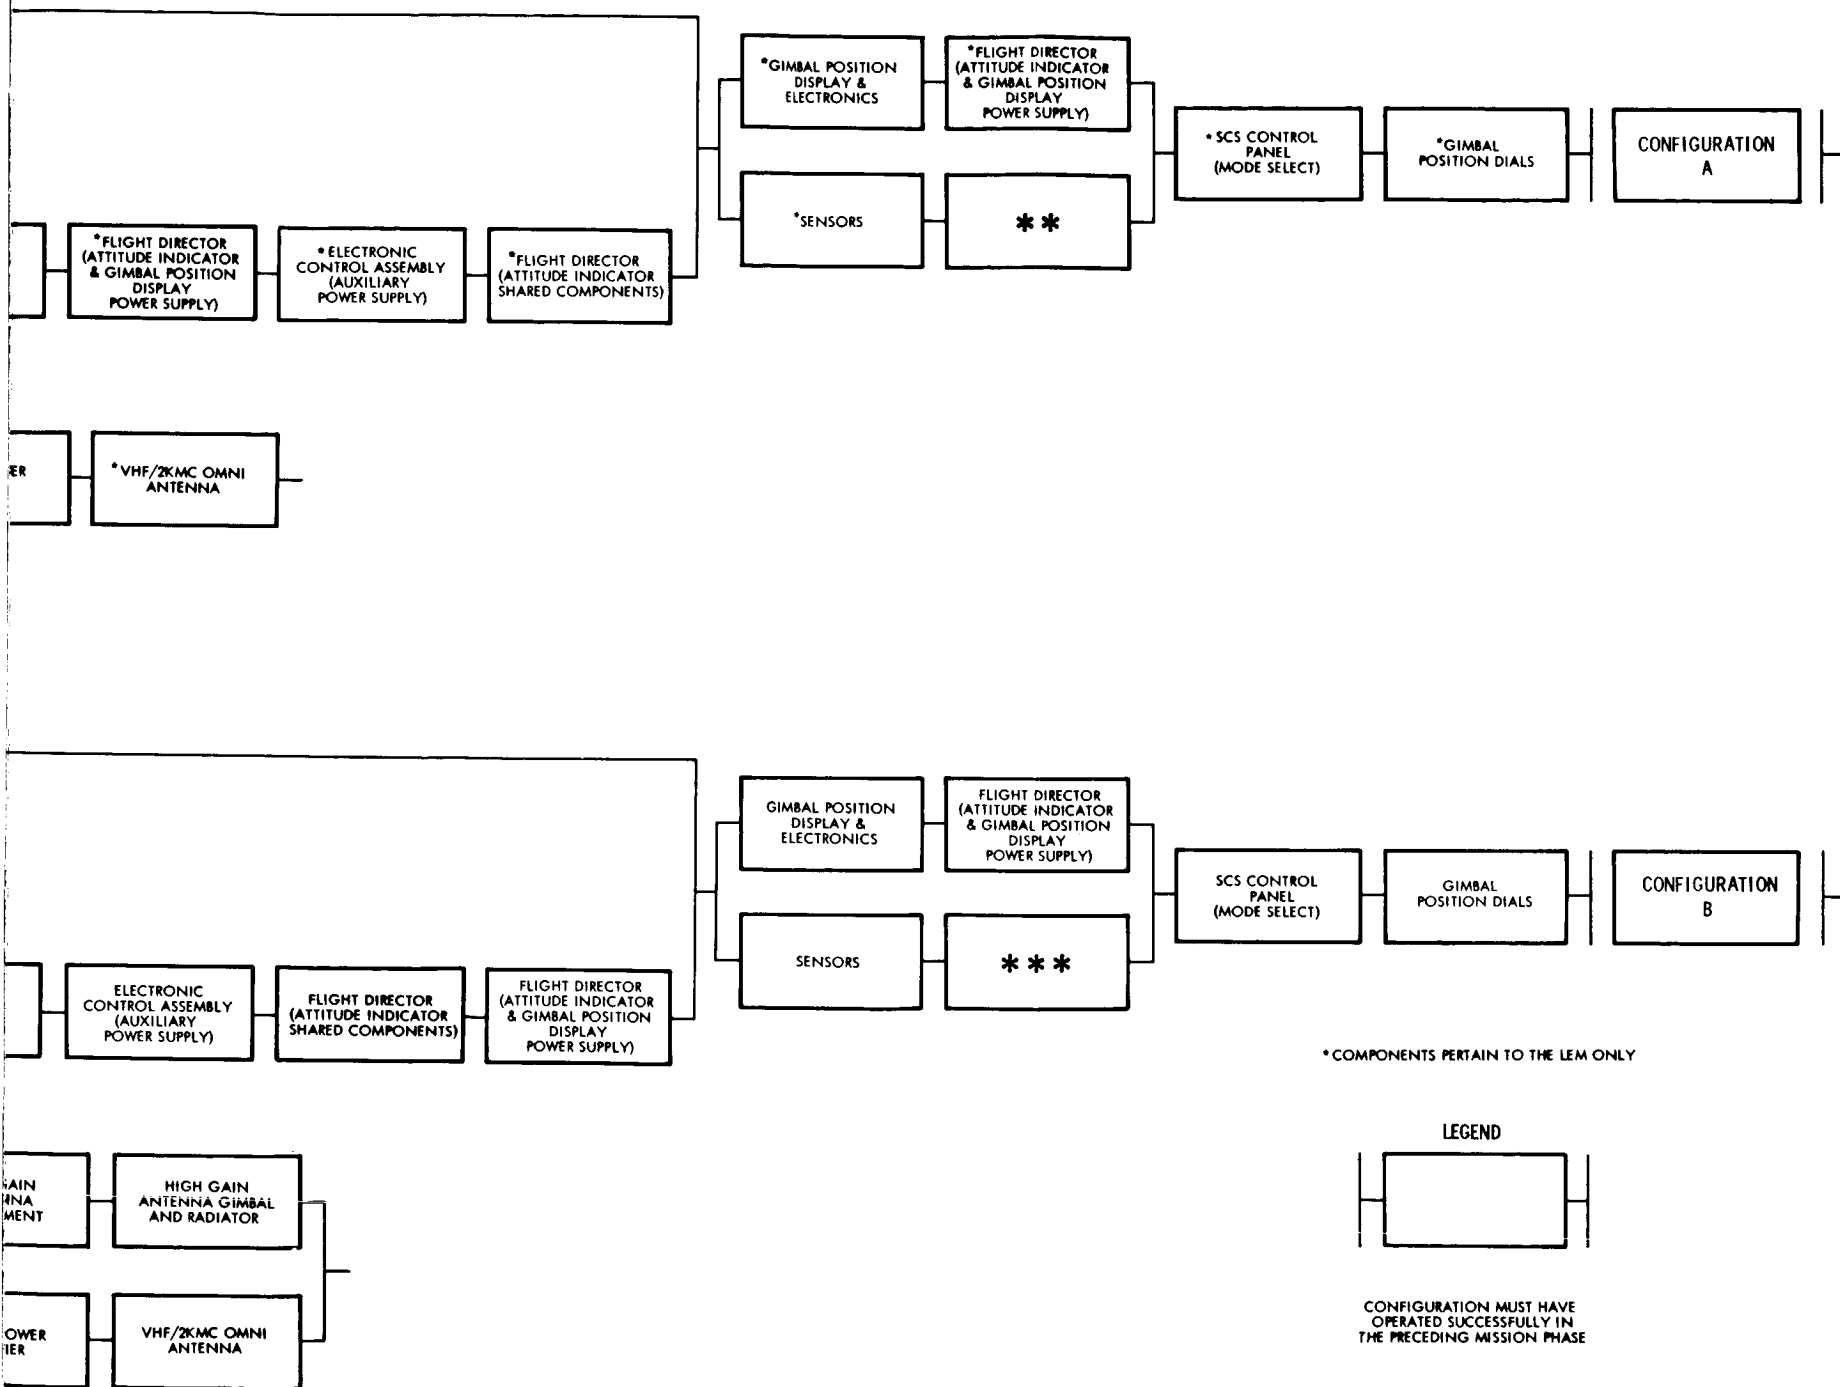 *GIMBAL POSITION
DISPLAY &
ELECTRONICS
*FLIGHT DIRECTOR
(ATTITUDE INDICATOR
& GIMBAL POSITION
DISPLAY
POWER SUPPLY)
*SCS CONTROL
PANEL
(MODE SELECT)
*GIMBAL
POSITION DIALS
CONFIGURATION
A
*SENSORS
**
*FLIGHT DIRECTOR
(ATTITUDE INDICATOR
& GIMBAL POSITION
DISPLAY
POWER SUPPLY)
*ELECTRONIC
CONTROL ASSEMBLY
(AUXILIARY
POWER SUPPLY)
*FLIGHT DIRECTOR
(ATTITUDE INDICATOR
SHARED COMPONENTS)
ER
*VHF/2KMC OMNI
ANTENNA
GIMBAL POSITION
DISPLAY &
ELECTRONICS
FLIGHT DIRECTOR
(ATTITUDE INDICATOR
& GIMBAL POSITION
DISPLAY
POWER SUPPLY)
SCS CONTROL
PANEL
(MODE SELECT)
GIMBAL
POSITION DIALS
CONFIGURATION
B
SENSORS
***
ELECTRONIC
CONTROL ASSEMBLY
(AUXILIARY
POWER SUPPLY)
FLIGHT DIRECTOR
(ATTITUDE INDICATOR
SHARED COMPONENTS)
FLIGHT DIRECTOR
(ATTITUDE INDICATOR
& GIMBAL POSITION
DISPLAY
POWER SUPPLY)
*COMPONENTS PERTAIN TO THE LEM ONLY
LEGEND
AIN
NNA
MENT
HIGH GAIN
ANTENNA GIMBAL
AND RADIATOR
OWER
IER
VHF/2KMC OMNI
ANTENNA
CONFIGURATION MUST HAVE
OPERATED SUCCESSFULLY IN
THE PRECEDING MISSION PHASE